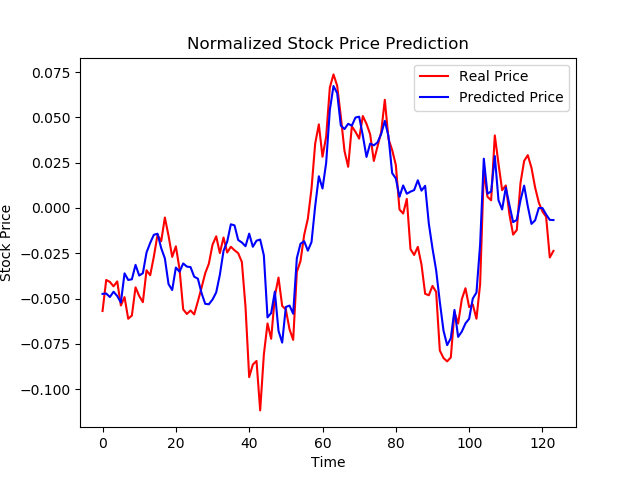 Normalized Stock Price Prediction
Real Price
Predicted Price
Stock Price
0.075
0.050
0.025
0.000
−0.025
−0.050
−0.075
−0.100
0 20 40 60 80 100 120
Time